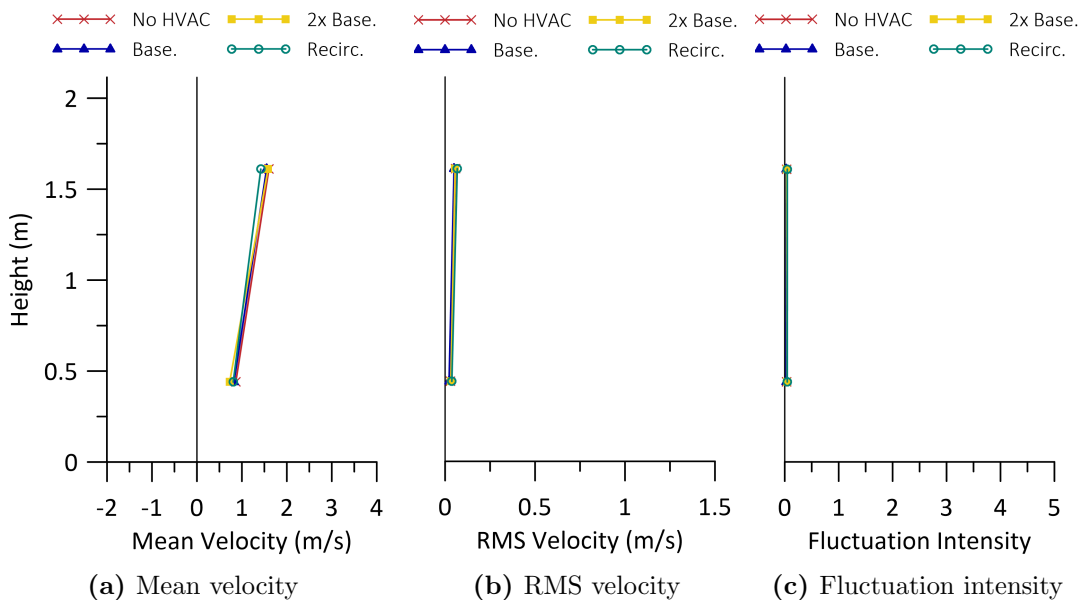 No HVAC 2x Base. No HVAC 2x Base. No HVAC 2x Base.
Base. Recirc. Base. Recirc. Base. Recirc.
2
1.5
1
0.5
0
Height (m)
-2 -1 0 1 2 3 4 0 0.5 1 1.5 0 1 2 3 4 5
Mean Velocity (m/s) RMS Velocity (m/s) Fluctuation Intensity
(a) Mean velocity (b) RMS velocity (c) Fluctuation intensity